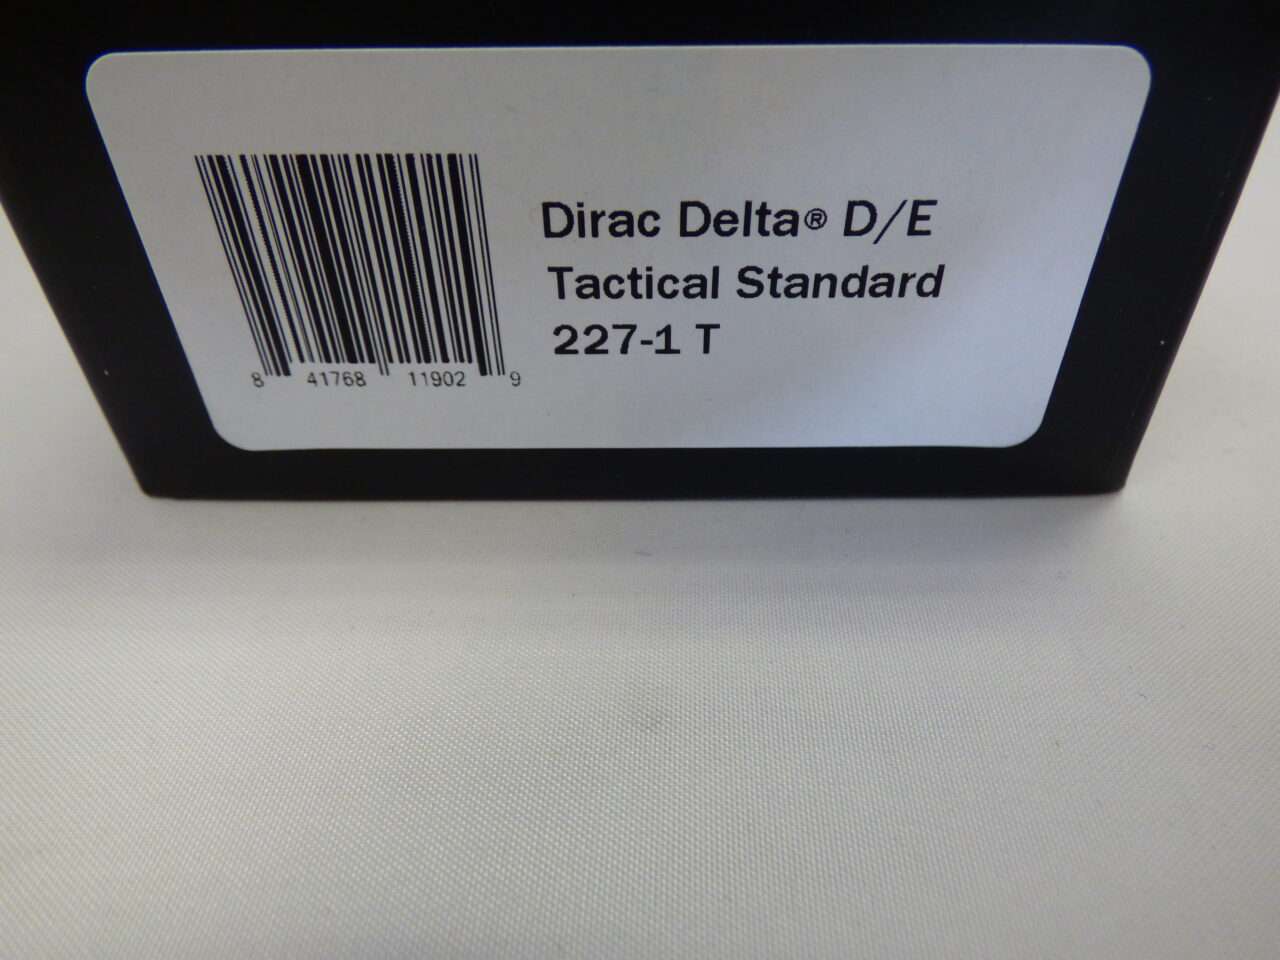 Dirac Delta® D/E
Tactical Standard
227-1 T
8 41768 11902 9